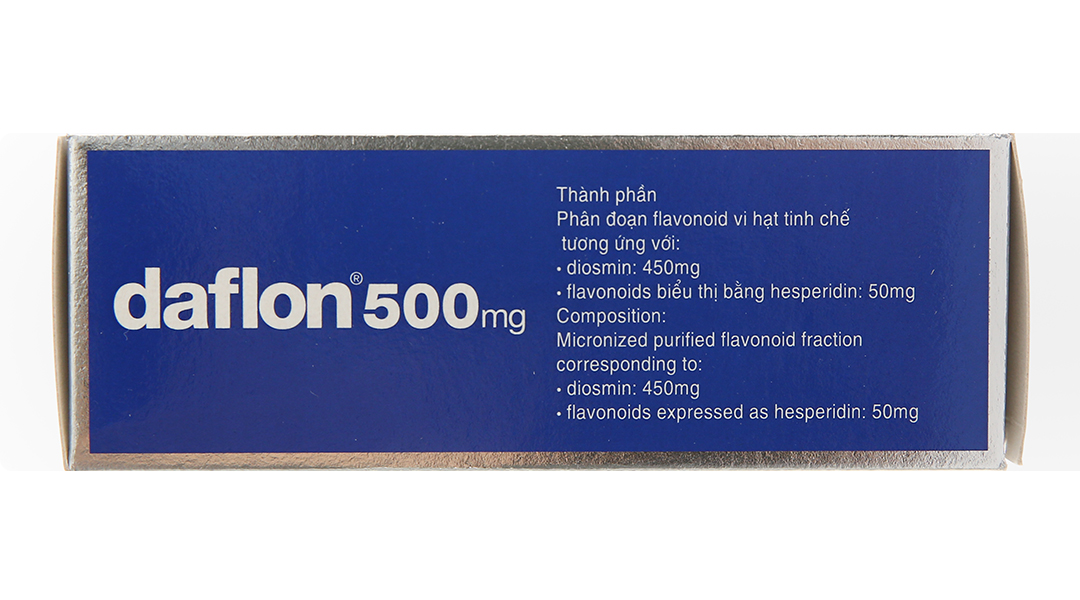 daflon® 500mg
Thành phần
Phân đoạn flavonoid vi hạt tinh chế
tương ứng với:
• diosmin: 450mg
• flavonoids biểu thị bằng hesperidin: 50mg
Composition:
Micronized purified flavonoid fraction
corresponding to:
• diosmin: 450mg
• flavonoids expressed as hesperidin: 50mg